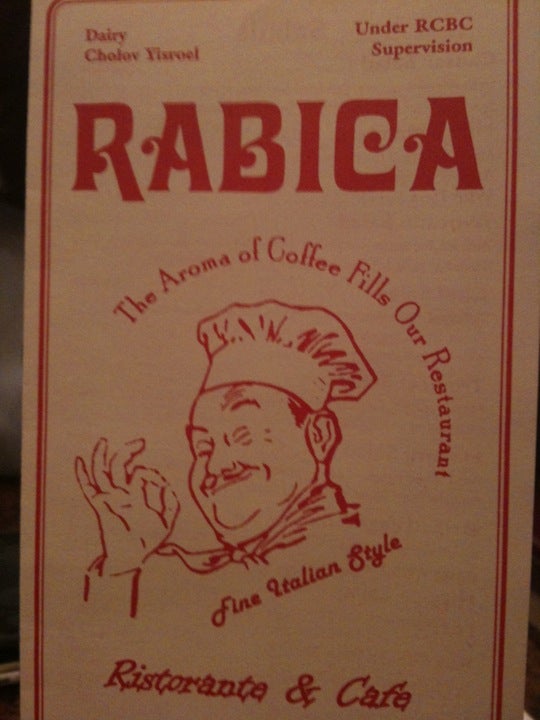 Dairy
Cholov Yisroel
Under RCBC
Supervision
RABICA
The Aroma of Coffee Fills Our Restaurant
Fine Italian Style
Ristorante & Cafe